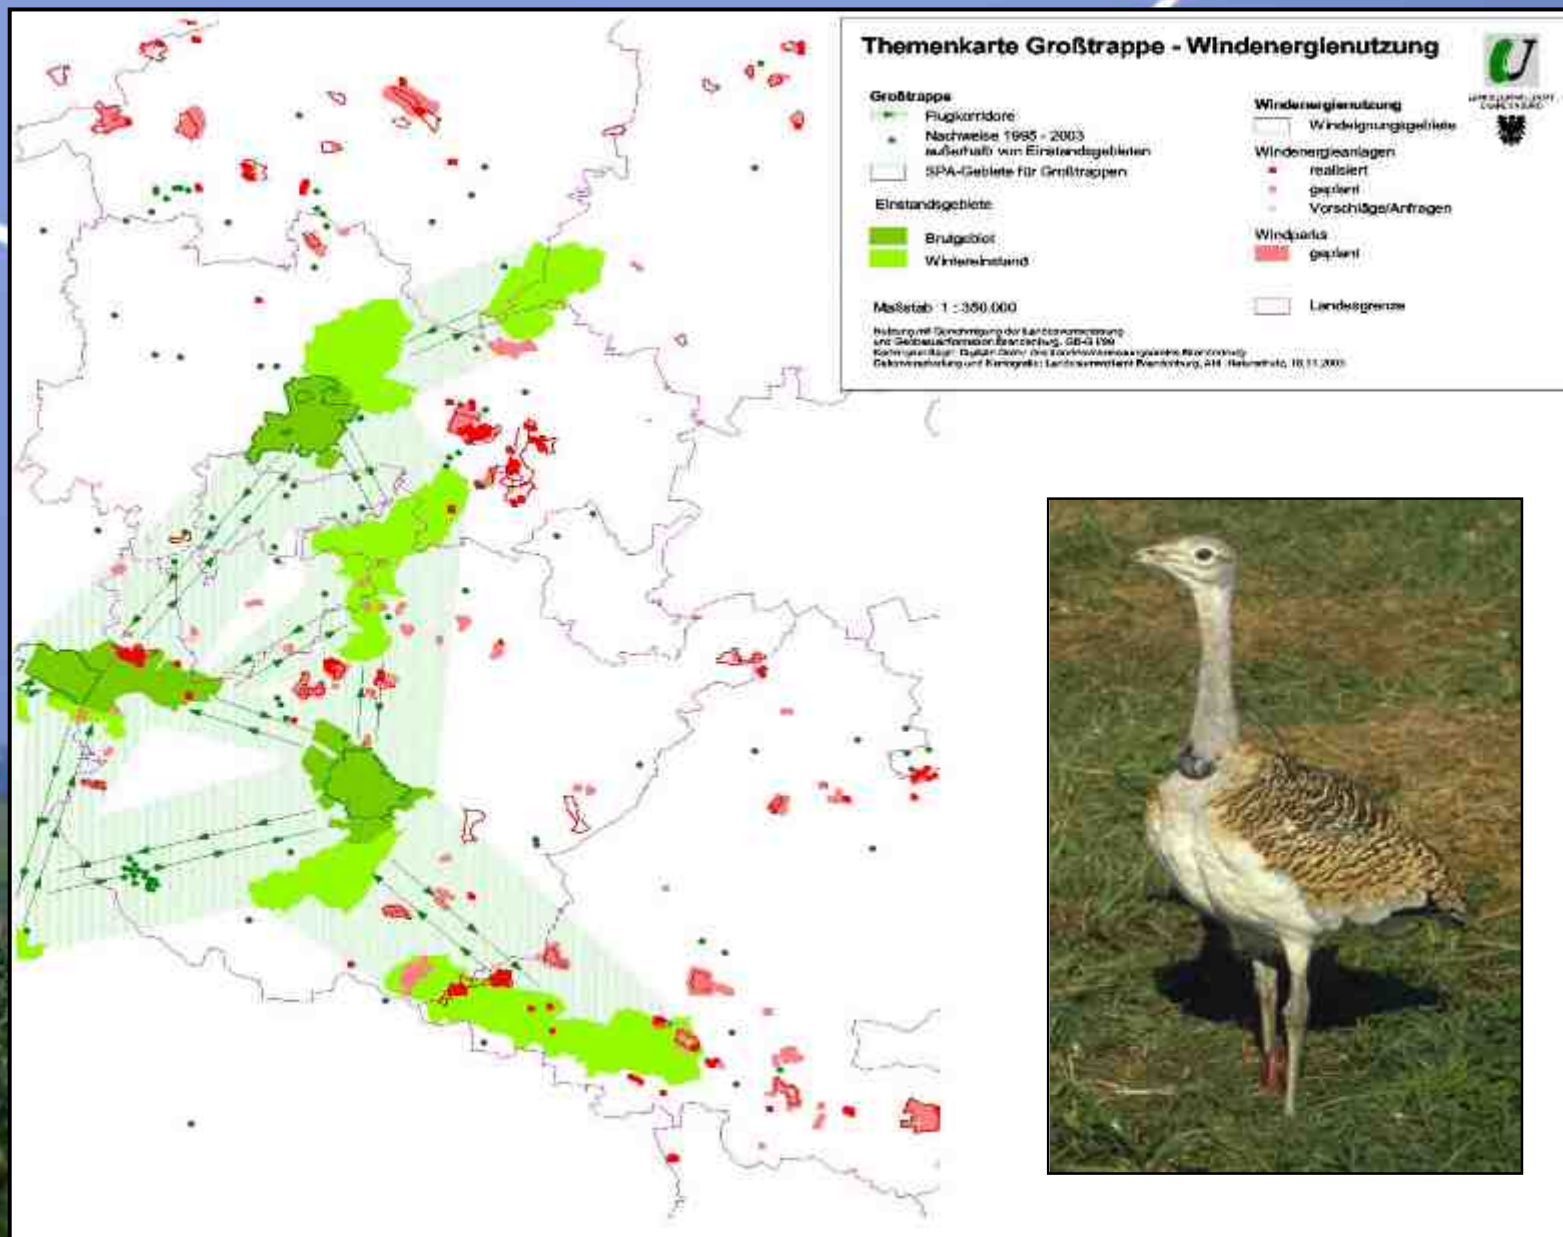 Themenkarte Großtrappe - Windenergienutzung
Großtrappe
Flugkorridore
Nachweise 1995 - 2003
außerhalb von Einstandsgebieten
SPA-Gebiete für Großtrappen
Einstandsgebiete
Brutgebiet
Wintereinstand
Maßstab 1 : 350.000
Windenergienutzung
Windeignungsgebiete
Windenergieanlagen
realisiert
geplant
Vorschläge/Anfragen
Windparks
geplant
Landesgrenze